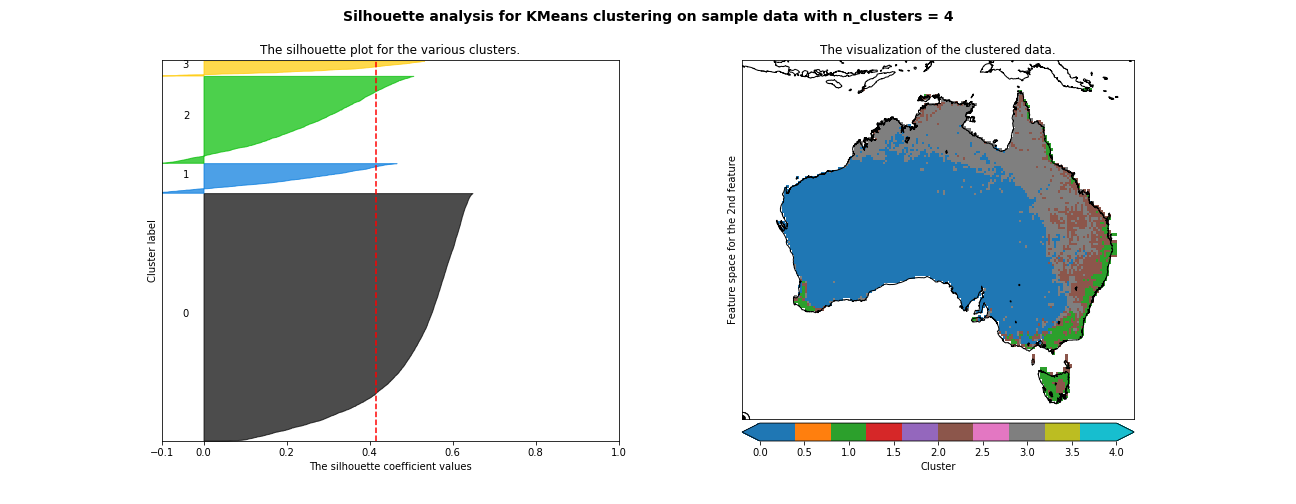 Silhouette analysis for KMeans clustering on sample data with n_clusters = 4
The silhouette plot for the various clusters.
3
2
1
0
Cluster label
−0.1 0.0 0.2 0.4 0.6 0.8 1.0
The silhouette coefficient values
The visualization of the clustered data.
Feature space for the 2nd feature
0.0 0.5 1.0 1.5 2.0 2.5 3.0 3.5 4.0
Cluster